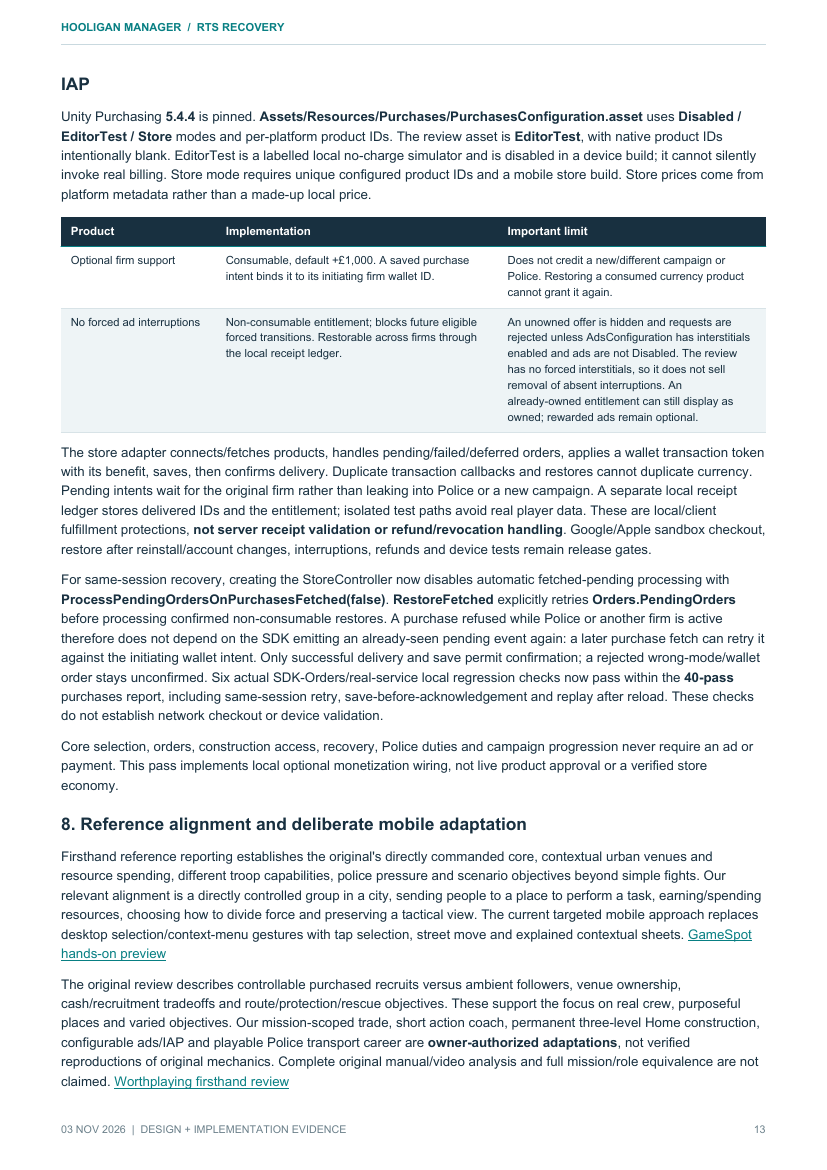 HOOLIGAN MANAGER / RTS RECOVERY
IAP
Unity Purchasing 5.4.4 is pinned. Assets/Resources/Purchases/PurchasesConfiguration.asset uses Disabled /
EditorTest / Store modes and per-platform product IDs. The review asset is EditorTest, with native product IDs
intentionally blank. EditorTest is a labelled local no-charge simulator and is disabled in a device build; it cannot silently
invoke real billing. Store mode requires unique configured product IDs and a mobile store build. Store prices come from
platform metadata rather than a made-up local price.
Product Implementation Important limit
Optional firm support
Consumable, default +£1,000. A saved purchase
intent binds it to its initiating firm wallet ID.
Does not credit a new/different campaign or
Police. Restoring a consumed currency product
cannot grant it again.
No forced ad interruptions
Non-consumable entitlement; blocks future eligible
forced transitions. Restorable across firms through
the local receipt ledger.
An unowned offer is hidden and requests are
rejected unless AdsConfiguration has interstitials
enabled and ads are not Disabled. The review
has no forced interstitials, so it does not sell
removal of absent interruptions. An
already-owned entitlement can still display as
owned; rewarded ads remain optional.
The store adapter connects/fetches products, handles pending/failed/deferred orders, applies a wallet transaction token
with its benefit, saves, then confirms delivery. Duplicate transaction callbacks and restores cannot duplicate currency.
Pending intents wait for the original firm rather than leaking into Police or a new campaign. A separate local receipt
ledger stores delivered IDs and the entitlement; isolated test paths avoid real player data. These are local/client
fulfillment protections, not server receipt validation or refund/revocation handling. Google/Apple sandbox checkout,
restore after reinstall/account changes, interruptions, refunds and device tests remain release gates.
For same-session recovery, creating the StoreController now disables automatic fetched-pending processing with
ProcessPendingOrdersOnPurchasesFetched(false). RestoreFetched explicitly retries Orders.PendingOrders
before processing confirmed non-consumable restores. A purchase refused while Police or another firm is active
therefore does not depend on the SDK emitting an already-seen pending event again: a later purchase fetch can retry it
against the initiating wallet intent. Only successful delivery and save permit confirmation; a rejected wrong-mode/wallet
order stays unconfirmed. Six actual SDK-Orders/real-service local regression checks now pass within the 40-pass
purchases report, including same-session retry, save-before-acknowledgement and replay after reload. These checks
do not establish network checkout or device validation.
Core selection, orders, construction access, recovery, Police duties and campaign progression never require an ad or
payment. This pass implements local optional monetization wiring, not live product approval or a verified store
economy.
8. Reference alignment and deliberate mobile adaptation
Firsthand reference reporting establishes the original's directly commanded core, contextual urban venues and
resource spending, different troop capabilities, police pressure and scenario objectives beyond simple fights. Our
relevant alignment is a directly controlled group in a city, sending people to a place to perform a task, earning/spending
resources, choosing how to divide force and preserving a tactical view. The current targeted mobile approach replaces
desktop selection/context-menu gestures with tap selection, street move and explained contextual sheets. GameSpot
hands-on preview
The original review describes controllable purchased recruits versus ambient followers, venue ownership,
cash/recruitment tradeoffs and route/protection/rescue objectives. These support the focus on real crew, purposeful
places and varied objectives. Our mission-scoped trade, short action coach, permanent three-level Home construction,
configurable ads/IAP and playable Police transport career are owner-authorized adaptations, not verified
reproductions of original mechanics. Complete original manual/video analysis and full mission/role equivalence are not
claimed. Worthplaying firsthand review
03 NOV 2026 | DESIGN + IMPLEMENTATION EVIDENCE 13